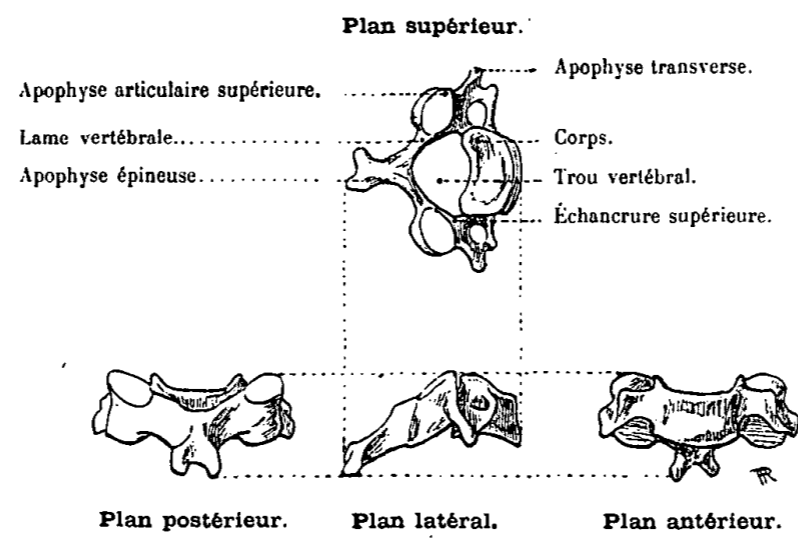 Plan supérieur.
Apophyse articulaire supérieure.
Lame vertébrale
Apophyse épineuse
Apophyse transverse.
Corps.
Trou vertébral.
Échancrure supérieure.
Plan postérieur.
Plan latéral.
Plan antérieur.